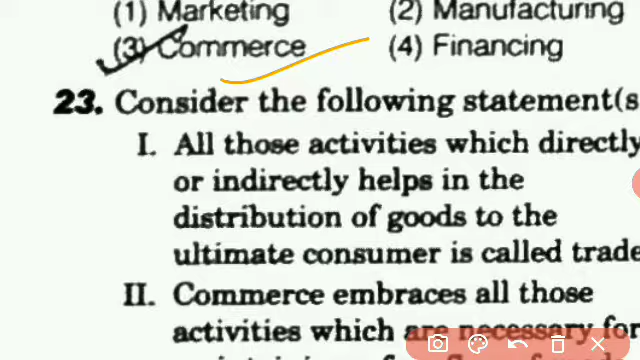 (1) Marketing (2) Manufacturing
(3) Commerce (4) Financing
23. Consider the following statement(s
I. All those activities which directly
or indirectly helps in the
distribution of goods to the
ultimate consumer is called trade
II. Commerce embraces all those
activities which are necessary for